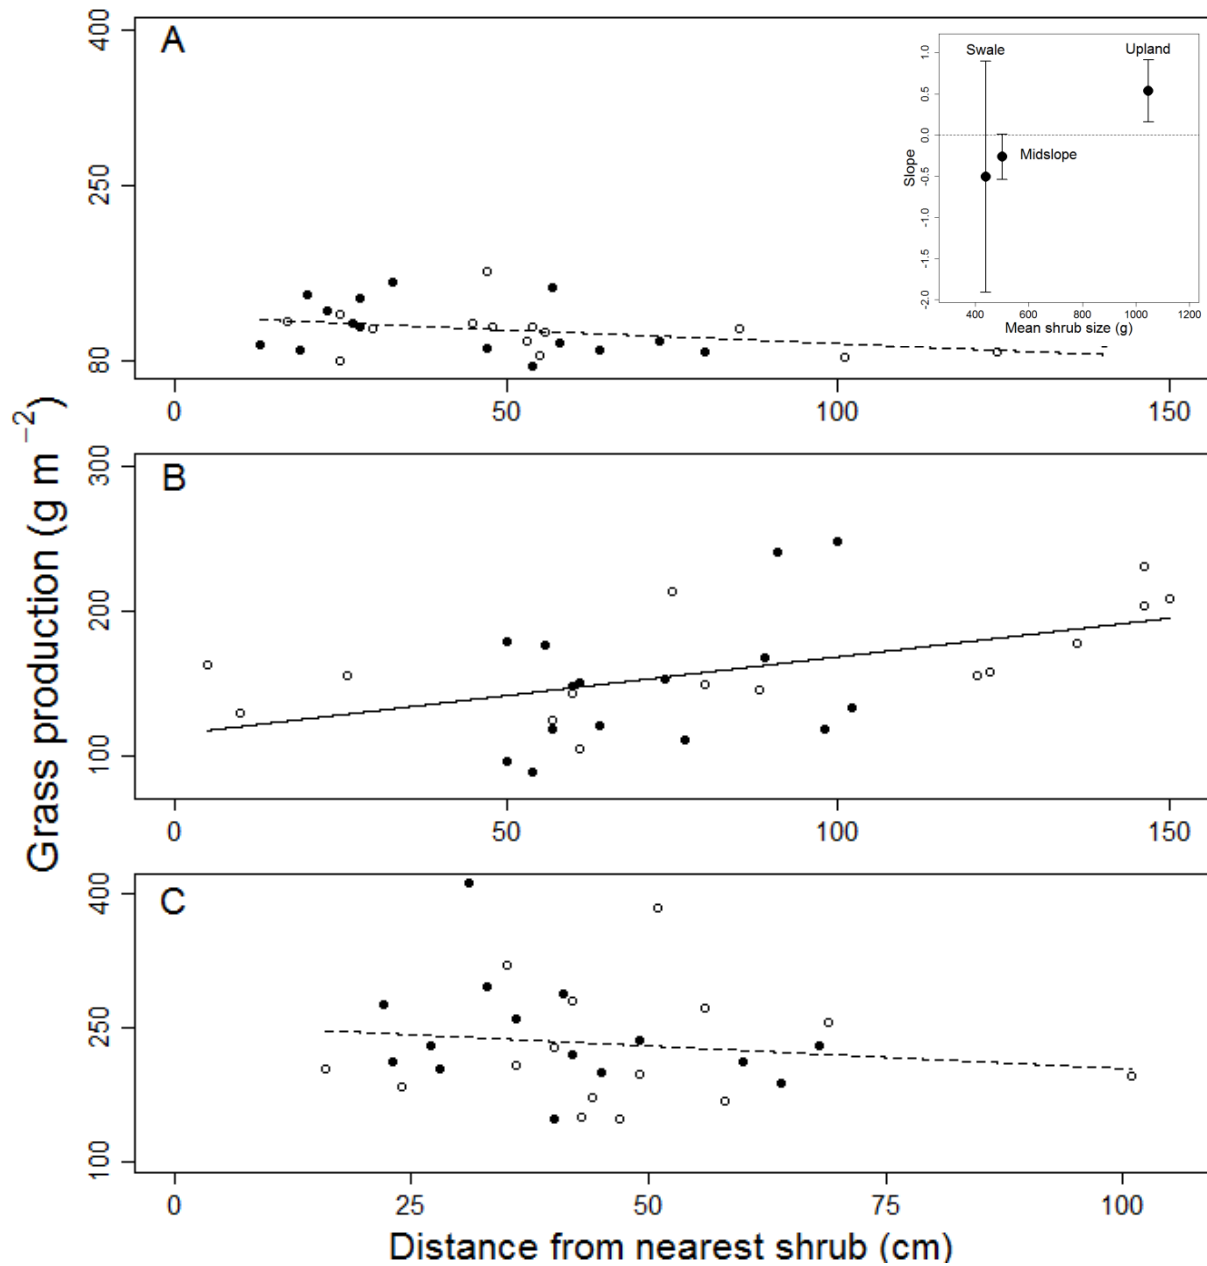 A
400
250
80
0 50 100 150
Swale
Upland
Midslope
1.0
0.5
0.0
-0.5
-1.0
-1.5
-2.0
Slope
400 600 800 1000 1200
Mean shrub size (g)
B
300
200
100
0 50 100 150
Grass production (g m −2)
C
400
250
100
0 25 50 75 100
Distance from nearest shrub (cm)